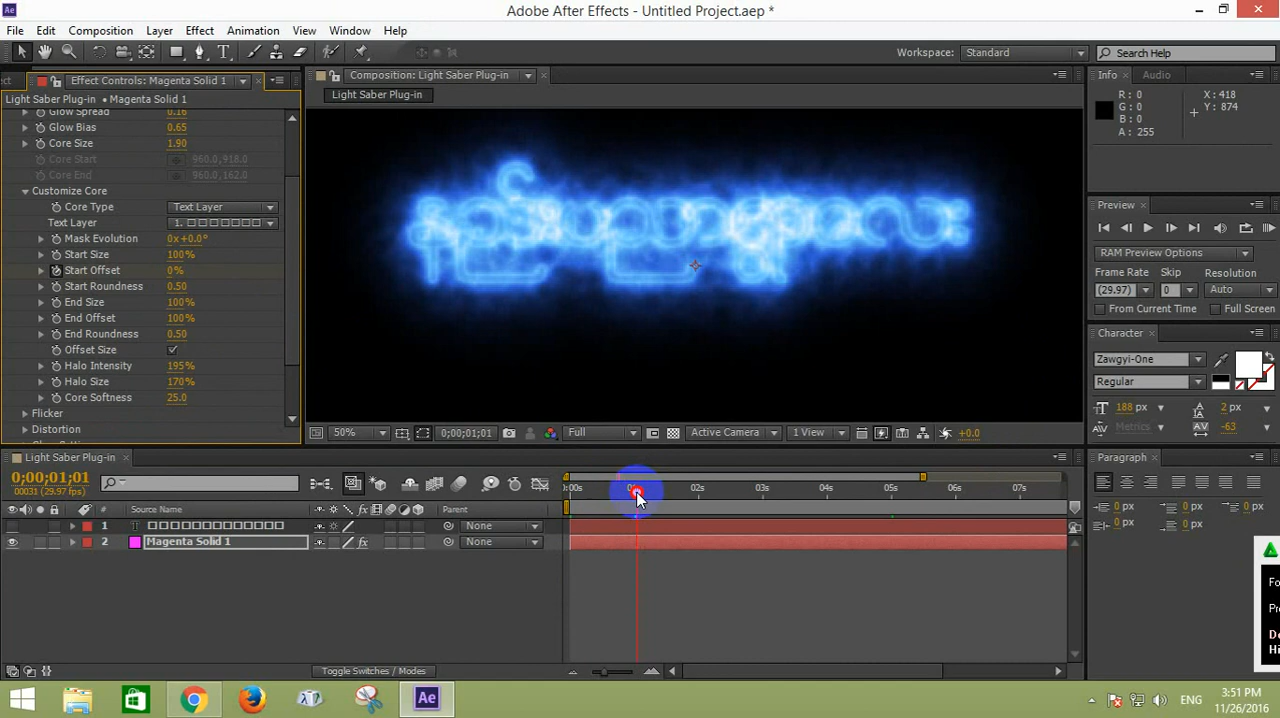 Adobe After Effects - Untitled Project.aep *
File Edit Composition Layer Effect Animation View Window Help
Workspace: Standard
Search Help
Effect Controls: Magenta Solid 1
Light Saber Plug-in • Magenta Solid 1
Glow Spread 0.16
Glow Bias 0.65
Core Size 1.90
Core Start 960.0,918.0
Core End 960.0,162.0
Customize Core
Core Type Text Layer
Text Layer 1.
Mask Evolution 0x+0.0°
Start Size 100%
Start Offset 0%
Start Roundness 0.50
End Size 100%
End Offset 100%
End Roundness 0.50
Offset Size
Halo Intensity 195%
Halo Size 170%
Core Softness 25.0
Flicker
Distortion
Composition: Light Saber Plug-in
Light Saber Plug-in
50% 0;00;01;01 Full Active Camera 1 View +0.0
Info Audio
R: 0 X: 418
G: 0 Y: 874
B: 0
A: 255
Preview
RAM Preview Options
Frame Rate Skip Resolution
(29.97) 0 Auto
From Current Time Full Screen
Character
Zawgyi-One
Regular
188 px 2 px
Metrics -63
Paragraph
0 px 0 px
0 px 0 px
0 px
Light Saber Plug-in
0;00;01;01
00031 (29.97 fps)
# Source Name Parent
1 T None
2 Magenta Solid 1 fx None
0:00s 02s 03s 04s 05s 06s 07s
Toggle Switches / Modes
ENG
3:51 PM
11/26/2016